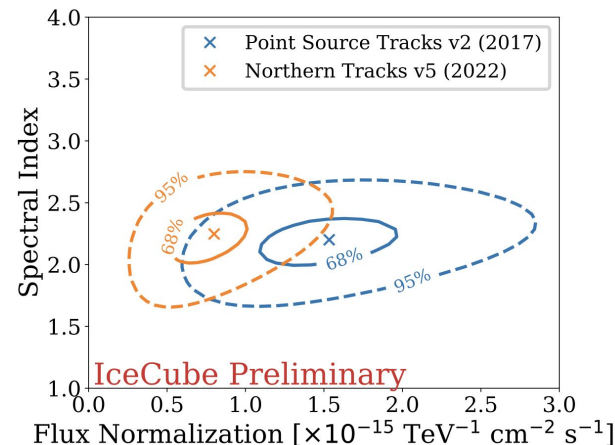 4.0
3.5
3.0
2.5
2.0
1.5
1.0
Spectral Index
Point Source Tracks v2 (2017)
Northern Tracks v5 (2022)
95%
68%
68%
95%
IceCube Preliminary
0.0 0.5 1.0 1.5 2.0 2.5 3.0
Flux Normalization [×10⁻¹⁵ TeV⁻¹ cm⁻² s⁻¹]